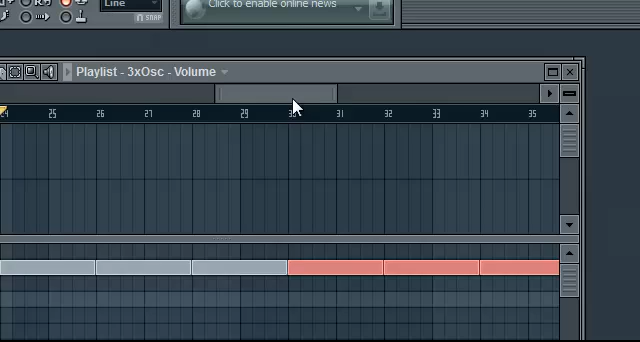 Line
SNAP
Click to enable online news
Playlist - 3xOsc - Volume
24 25 26 27 28 29 30 31 32 33 34 35